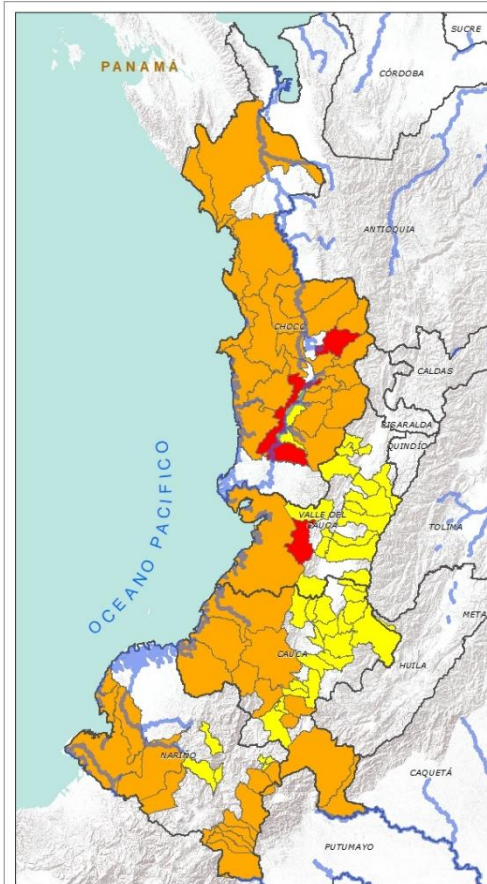 SUCRE
PANAMÁ
CÓRDOBA
ANTIOQUIA
CHOCÓ
CALDAS
RISARALDA
QUINDÍO
OCEANO PACÍFICO
VALLE DEL
CAUCA
TOLIMA
META
CAUCA
HUILA
NARIÑO
CAQUETÁ
PUTUMAYO